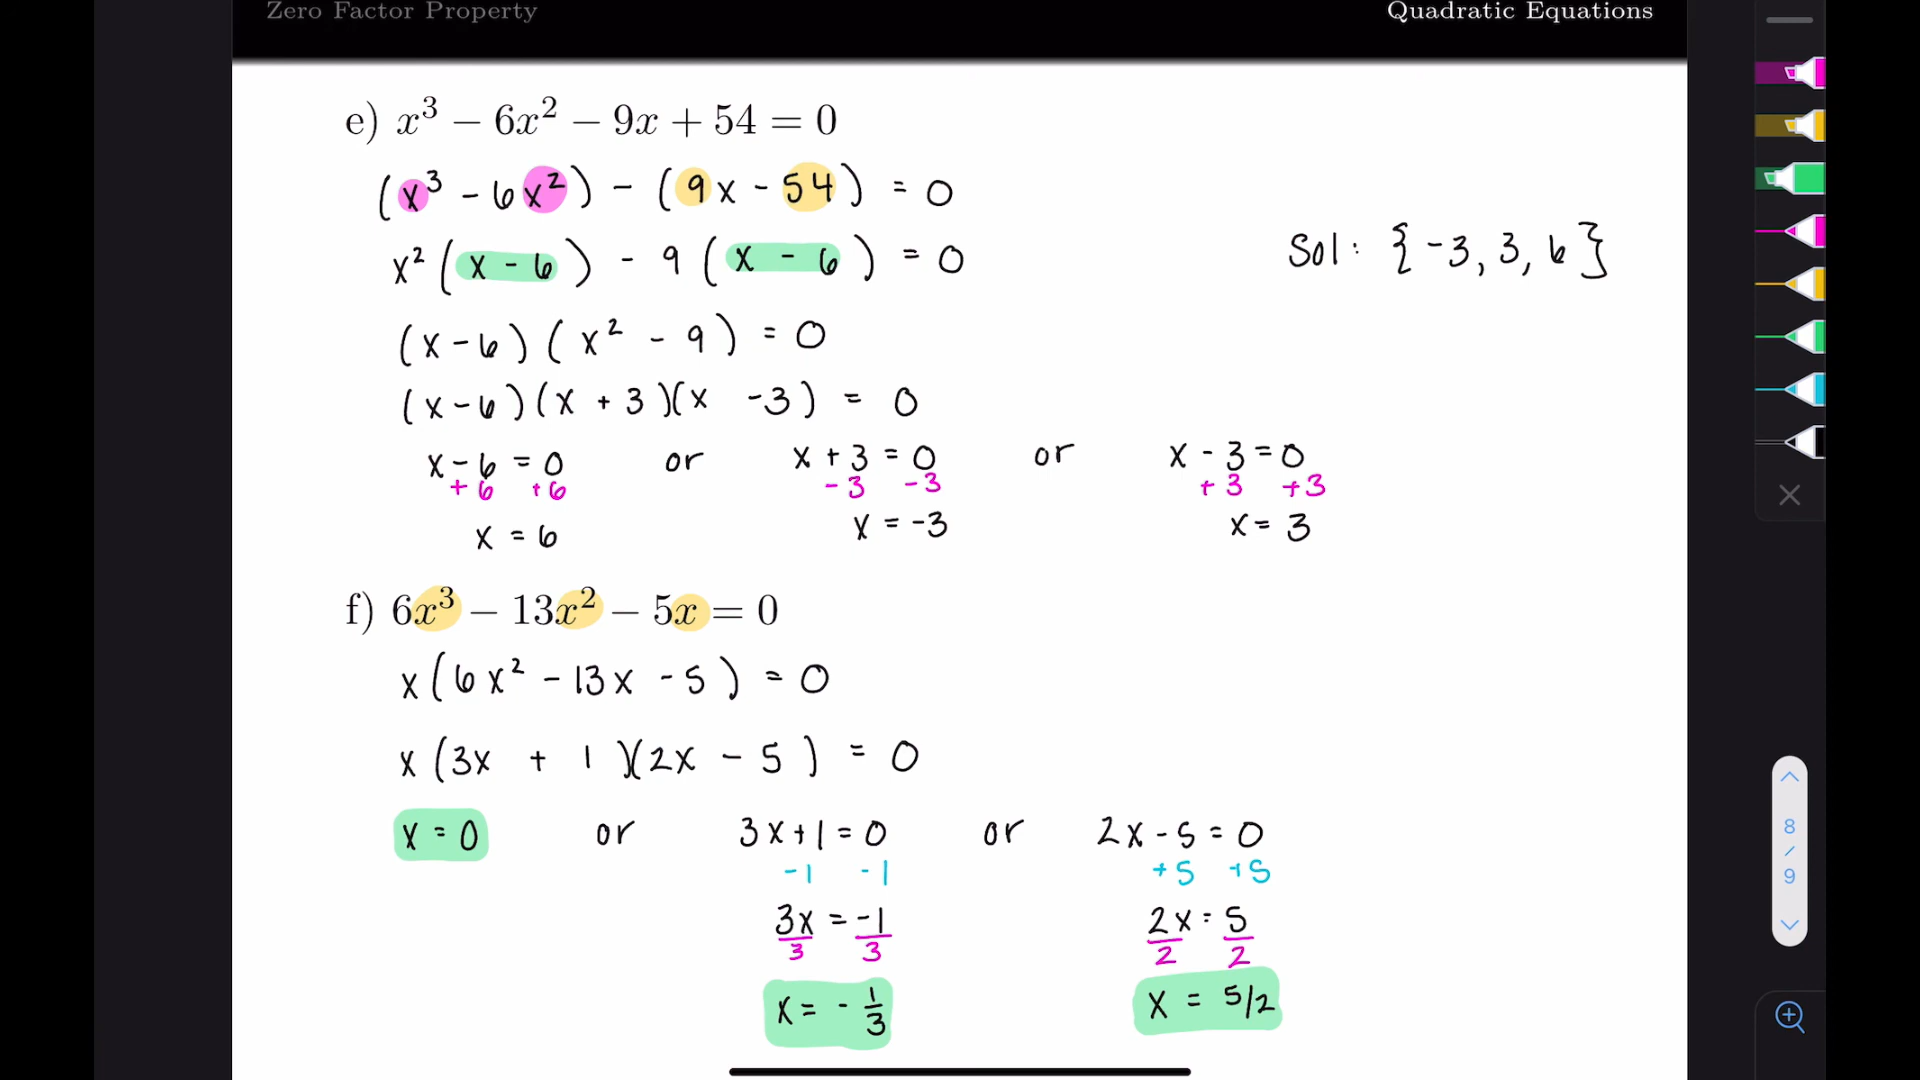 Zero Factor Property Quadratic Equations
e) x³ − 6x² − 9x + 54 = 0
(x³ - 6x²) - (9x - 54) = 0
x²(x - 6) - 9(x - 6) = 0
Sol: {-3, 3, 6}
(x-6)(x² - 9) = 0
(x-6)(x + 3)(x -3) = 0
x-6=0 or x+3=0 or x-3=0
+6 +6 -3 -3 +3 +3
x = 6 x = -3 x = 3
f) 6x³ − 13x² − 5x = 0
x(6x² - 13x - 5) = 0
x(3x + 1)(2x - 5) = 0
x = 0 or 3x+1=0 or 2x-5=0
-1 -1 +5 +5
3x = -1 2x = 5
3 3 2 2
x = - 1/3 x = 5/2
8
/
9